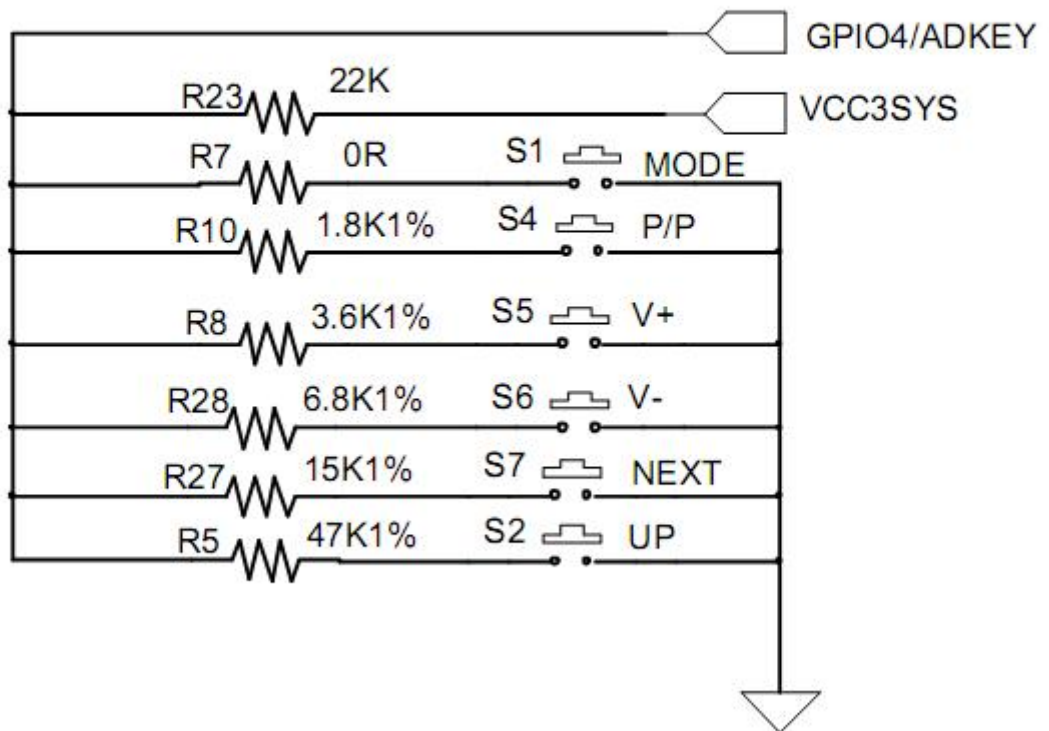 GPIO4/ADKEY
R23 22K VCC3SYS
R7 0R S1 MODE
R10 1.8K1% S4 P/P
R8 3.6K1% S5 V+
R28 6.8K1% S6 V-
R27 15K1% S7 NEXT
R5 47K1% S2 UP